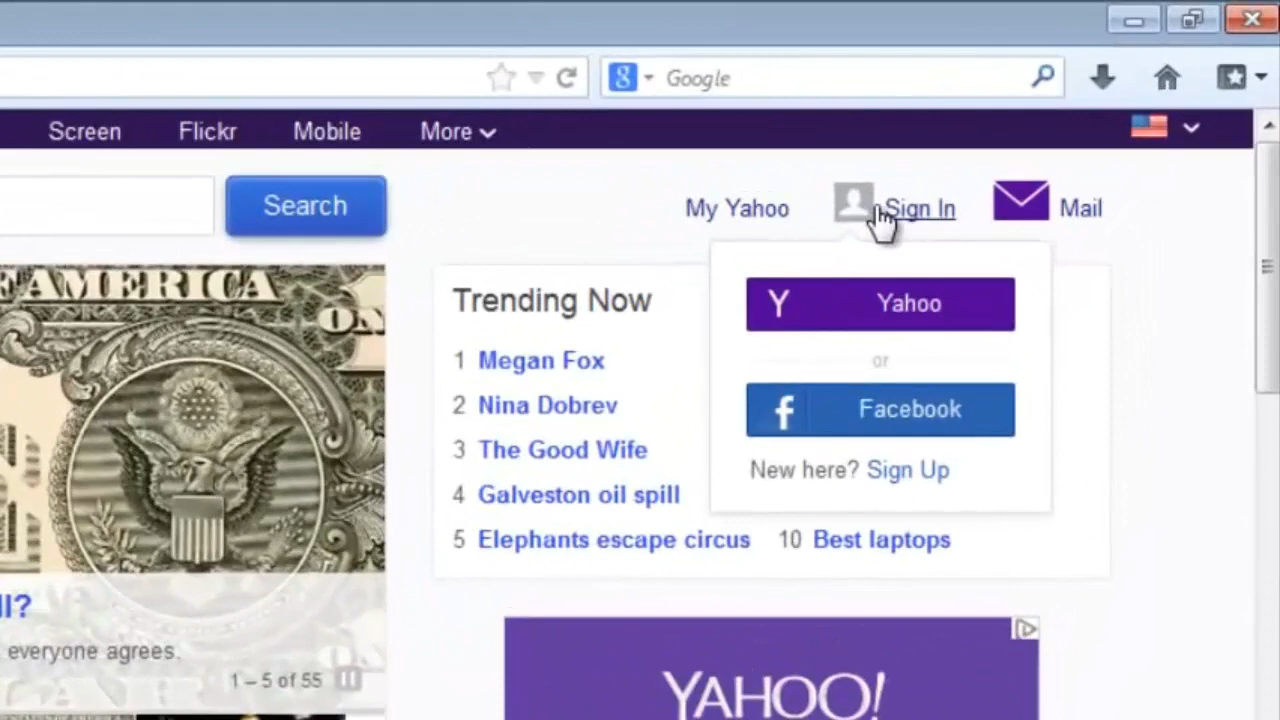 Google
Screen Flickr Mobile More
Search My Yahoo Sign In Mail
AMERICA
ON
Trending Now
Y Yahoo
or
f Facebook
New here? Sign Up
1 Megan Fox
2 Nina Dobrev
3 The Good Wife
4 Galveston oil spill
5 Elephants escape circus 10 Best laptops
everyone agrees.
1 – 5 of 55
YAHOO!